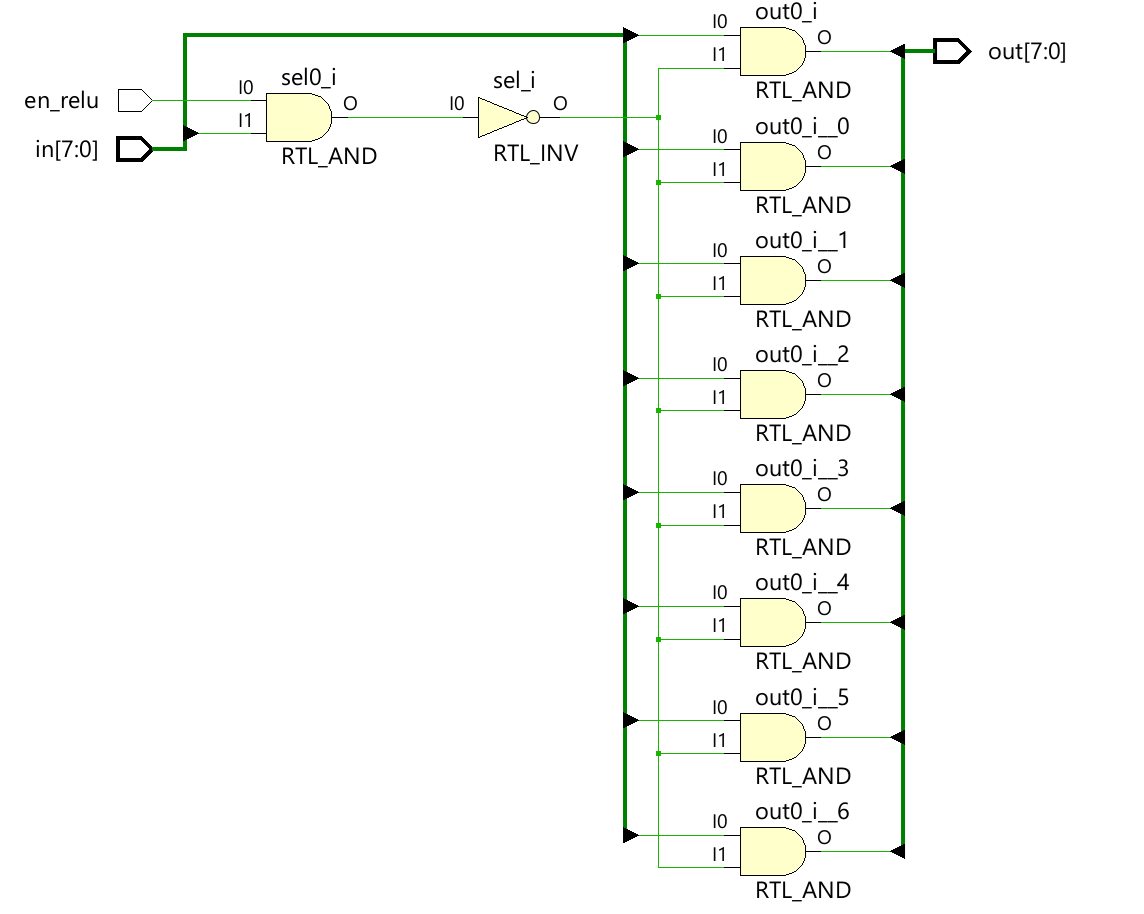 en_relu
in[7:0]
I0
I1
sel0_i
O
RTL_AND
I0
sel_i
O
RTL_INV
out0_i
I0
I1
O
RTL_AND
out0_i__0
I0
I1
O
RTL_AND
out0_i__1
I0
I1
O
RTL_AND
out0_i__2
I0
I1
O
RTL_AND
out0_i__3
I0
I1
O
RTL_AND
out0_i__4
I0
I1
O
RTL_AND
out0_i__5
I0
I1
O
RTL_AND
out0_i__6
I0
I1
O
RTL_AND
out[7:0]